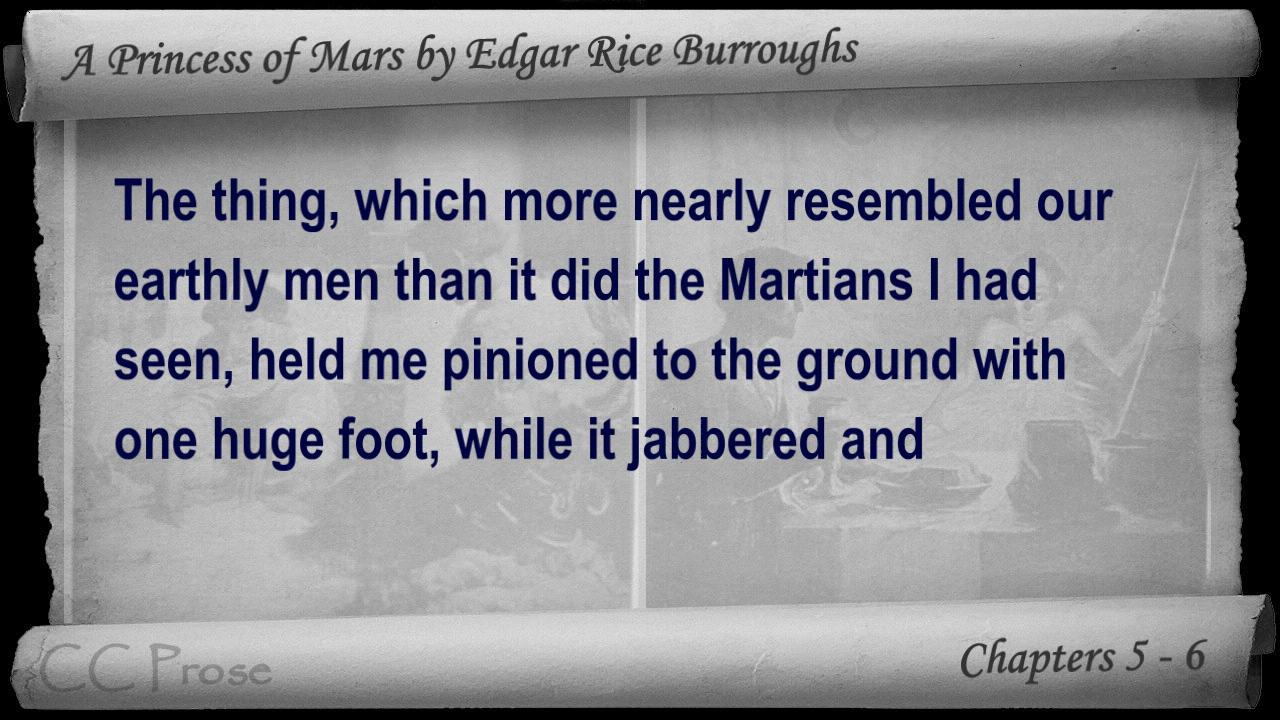 A Princess of Mars by Edgar Rice Burroughs
The thing, which more nearly resembled our
earthly men than it did the Martians I had
seen, held me pinioned to the ground with
one huge foot, while it jabbered and
CC Prose
Chapters 5 - 6